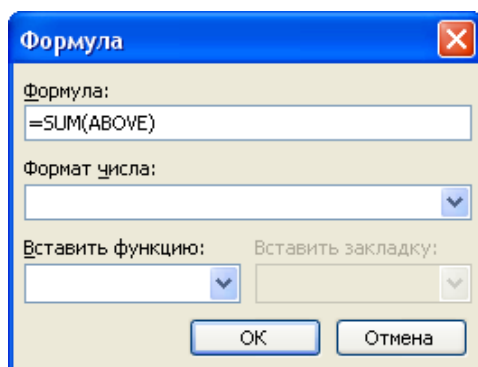 Формула
Формула:
=SUM(ABOVE)
Формат числа:
Вставить функцию: Вставить закладку:
ОК Отмена